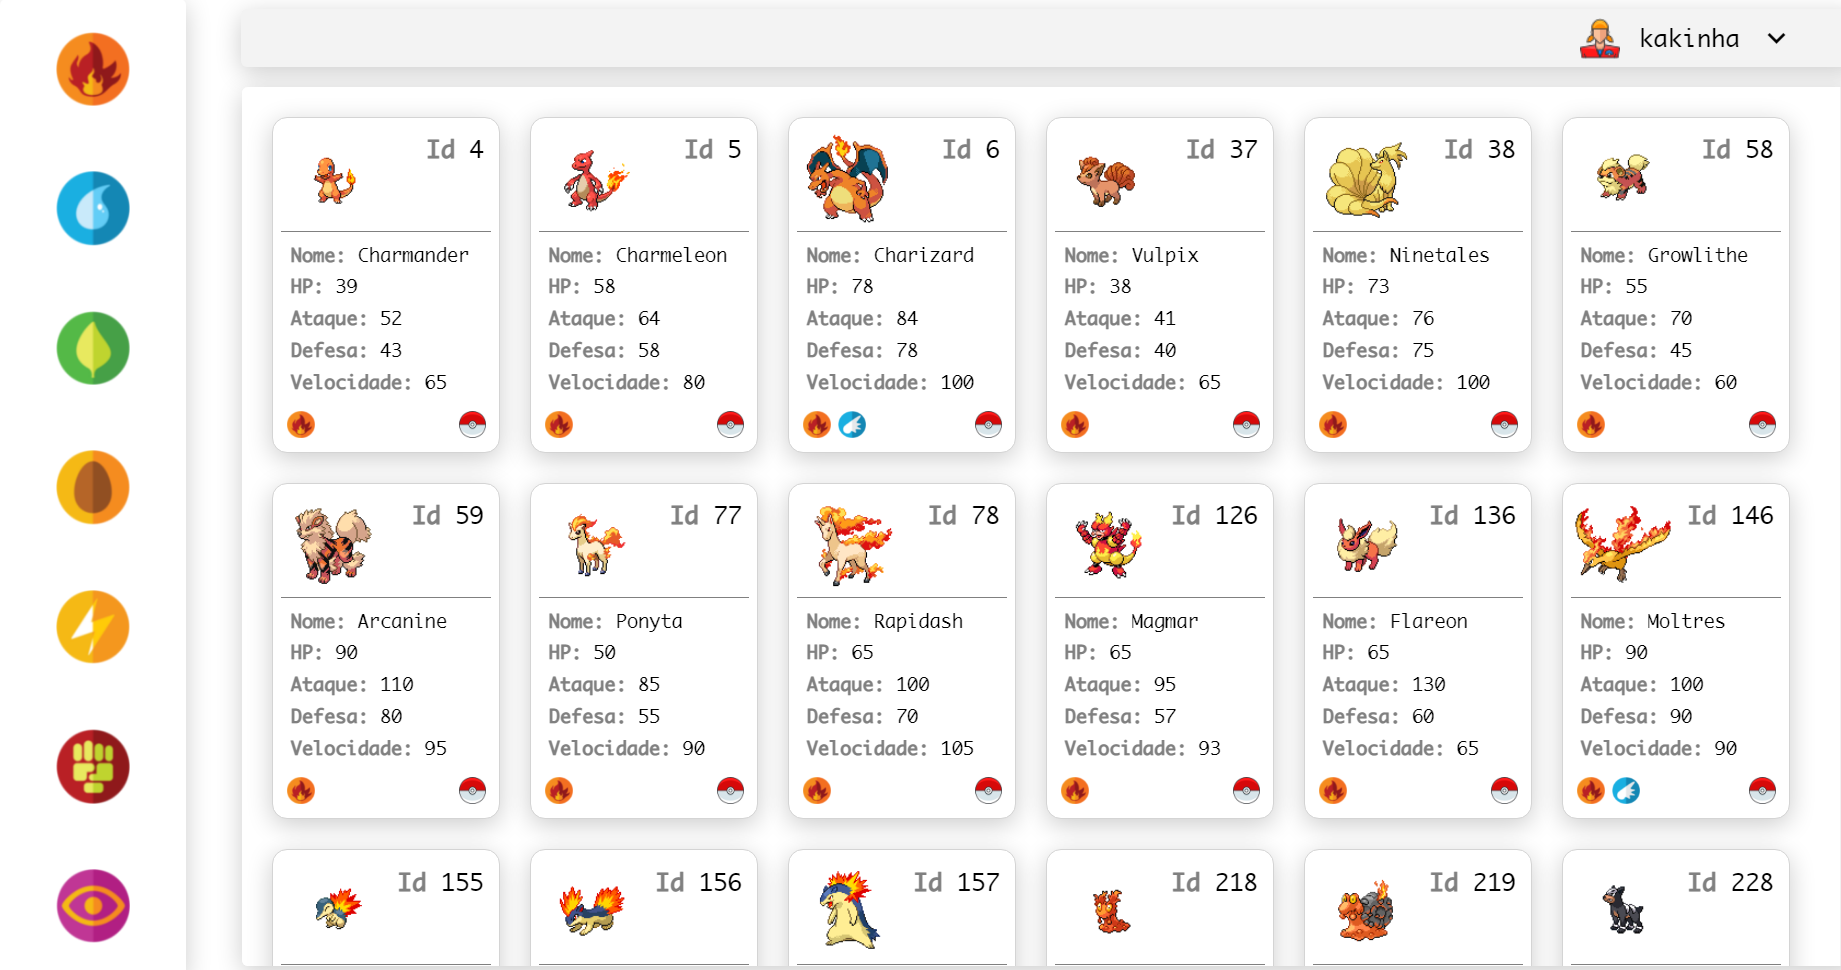 kakinha
Id 4
Nome: Charmander
HP: 39
Ataque: 52
Defesa: 43
Velocidade: 65
Id 5
Nome: Charmeleon
HP: 58
Ataque: 64
Defesa: 58
Velocidade: 80
Id 6
Nome: Charizard
HP: 78
Ataque: 84
Defesa: 78
Velocidade: 100
Id 37
Nome: Vulpix
HP: 38
Ataque: 41
Defesa: 40
Velocidade: 65
Id 38
Nome: Ninetales
HP: 73
Ataque: 76
Defesa: 75
Velocidade: 100
Id 58
Nome: Growlithe
HP: 55
Ataque: 70
Defesa: 45
Velocidade: 60
Id 59
Nome: Arcanine
HP: 90
Ataque: 110
Defesa: 80
Velocidade: 95
Id 77
Nome: Ponyta
HP: 50
Ataque: 85
Defesa: 55
Velocidade: 90
Id 78
Nome: Rapidash
HP: 65
Ataque: 100
Defesa: 70
Velocidade: 105
Id 126
Nome: Magmar
HP: 65
Ataque: 95
Defesa: 57
Velocidade: 93
Id 136
Nome: Flareon
HP: 65
Ataque: 130
Defesa: 60
Velocidade: 65
Id 146
Nome: Moltres
HP: 90
Ataque: 100
Defesa: 90
Velocidade: 90
Id 155
Id 156
Id 157
Id 218
Id 219
Id 228